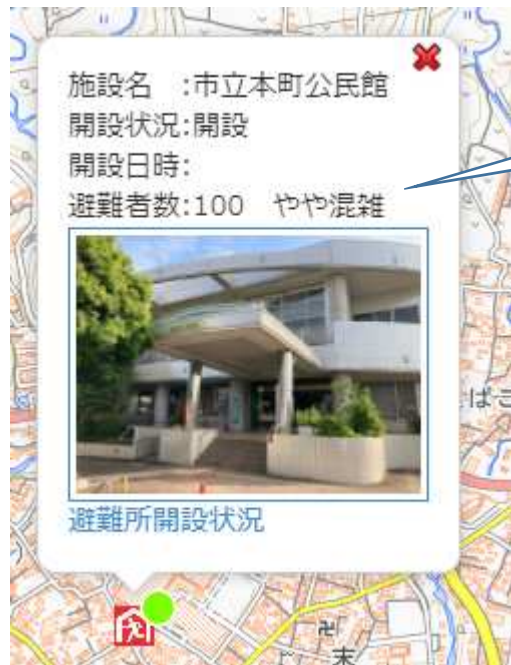 施設名　:市立本町公民館
開設状況:開設
開設日時:
避難者数:100　やや混雑
避難所開設状況
末